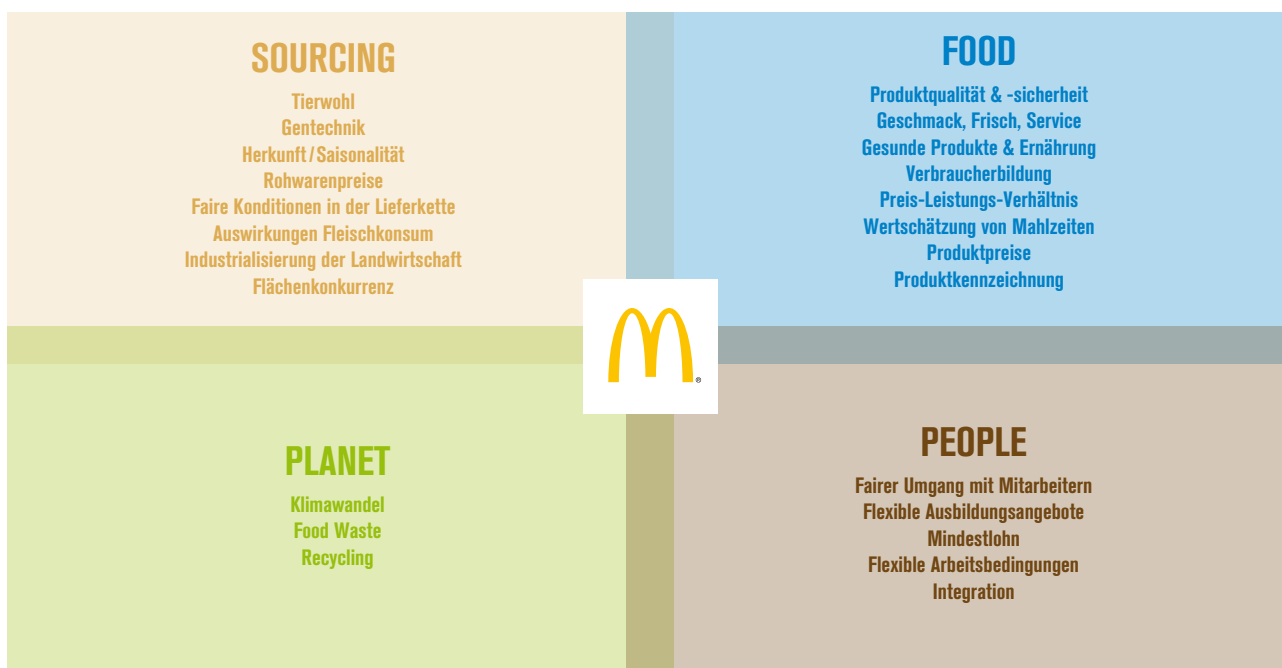 SOURCING
Tierwohl
Gentechnik
Herkunft/Saisonalität
Rohwarenpreise
Faire Konditionen in der Lieferkette
Auswirkungen Fleischkonsum
Industrialisierung der Landwirtschaft
Flächenkonkurrenz
FOOD
Produktqualität & -sicherheit
Geschmack, Frisch, Service
Gesunde Produkte & Ernährung
Verbraucherbildung
Preis-Leistungs-Verhältnis
Wertschätzung von Mahlzeiten
Produktpreise
Produktkennzeichnung
®
PLANET
Klimawandel
Food Waste
Recycling
PEOPLE
Fairer Umgang mit Mitarbeitern
Flexible Ausbildungsangebote
Mindestlohn
Flexible Arbeitsbedingungen
Integration